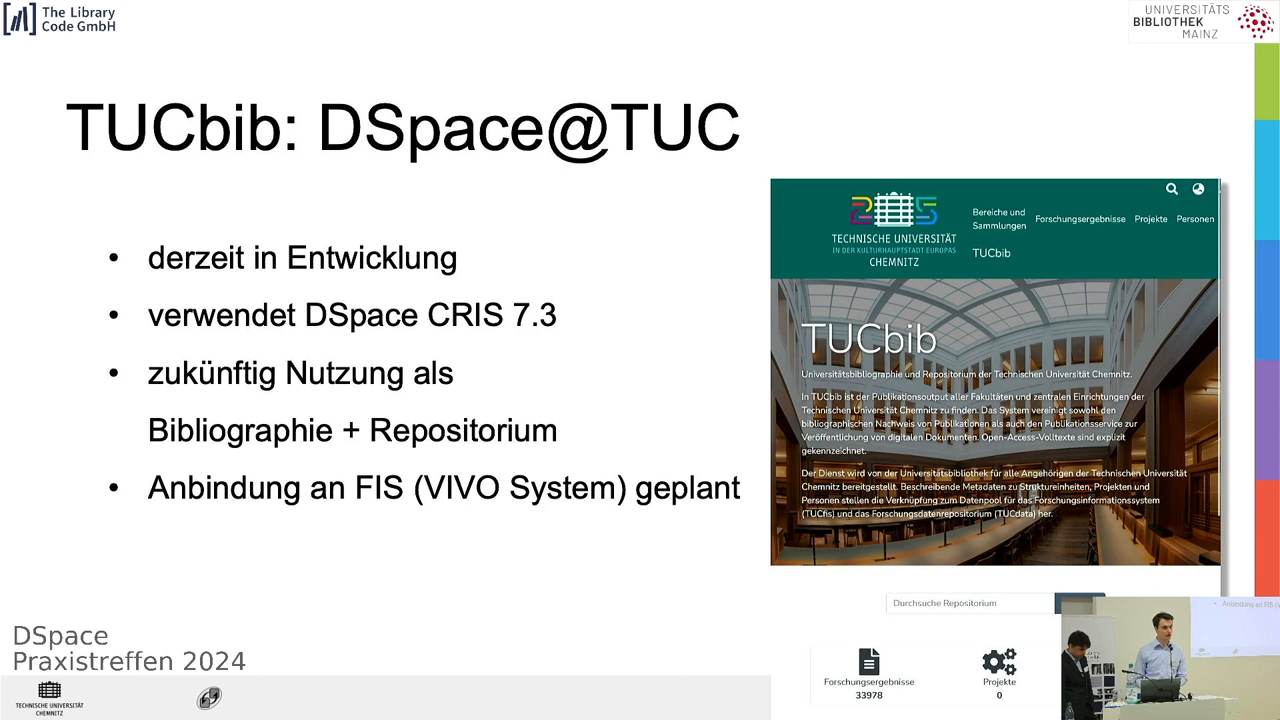 The Library
Code GmbH
UNIVERSITÄTS
BIBLIOTHEK
MAINZ
TUCbib: DSpace@TUC
• derzeit in Entwicklung
• verwendet DSpace CRIS 7.3
• zukünftig Nutzung als
Bibliographie + Repositorium
• Anbindung an FIS (VIVO System) geplant
TECHNISCHE UNIVERSITÄT
IN DER KULTURHAUPTSTADT EUROPAS
CHEMNITZ
Bereiche und
Sammlungen
Forschungsergebnisse
Projekte
Personen
TUCbib
TUCbib
Universitätsbibliographie und Repositorium der Technischen Universität Chemnitz.
In TUCbib ist der Publikationsoutput aller Fakultäten und zentralen Einrichtungen der
Technischen Universität Chemnitz zu finden. Das System vereinigt sowohl den
bibliographischen Nachweis von Publikationen als auch den Publikationsservice zur
Veröffentlichung von digitalen Dokumenten. Open-Access-Volltexte sind explizit
gekennzeichnet.
Der Dienst wird von der Universitätsbibliothek für alle Angehörigen der Technischen Universität
Chemnitz bereitgestellt. Beschreibende Metadaten zu Struktureinheiten, Projekten und
Personen stellen die Verknüpfung zum Datenpool für das Forschungsinformationssystem
(TUCfis) und das Forschungsdatenrepositorium (TUCdata) her.
Durchsuche Repositorium
Forschungsergebnisse
33978
Projekte
0
• Anbindung an FIS (V
DSpace
Praxistreffen 2024
TECHNISCHE UNIVERSITÄT
CHEMNITZ